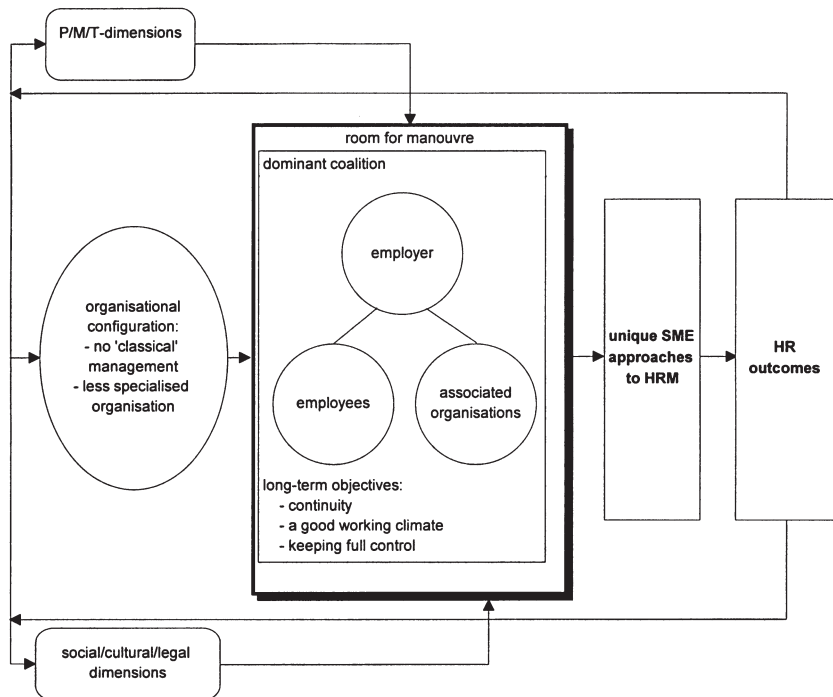 P/M/T-dimensions
room for manouvre
dominant coalition
employer
employees
associated
organisations
long-term objectives:
- continuity
- a good working climate
- keeping full control
organisational
configuration:
- no 'classical'
management
- less specialised
organisation
unique SME
approaches
to HRM
HR
outcomes
social/cultural/legal
dimensions